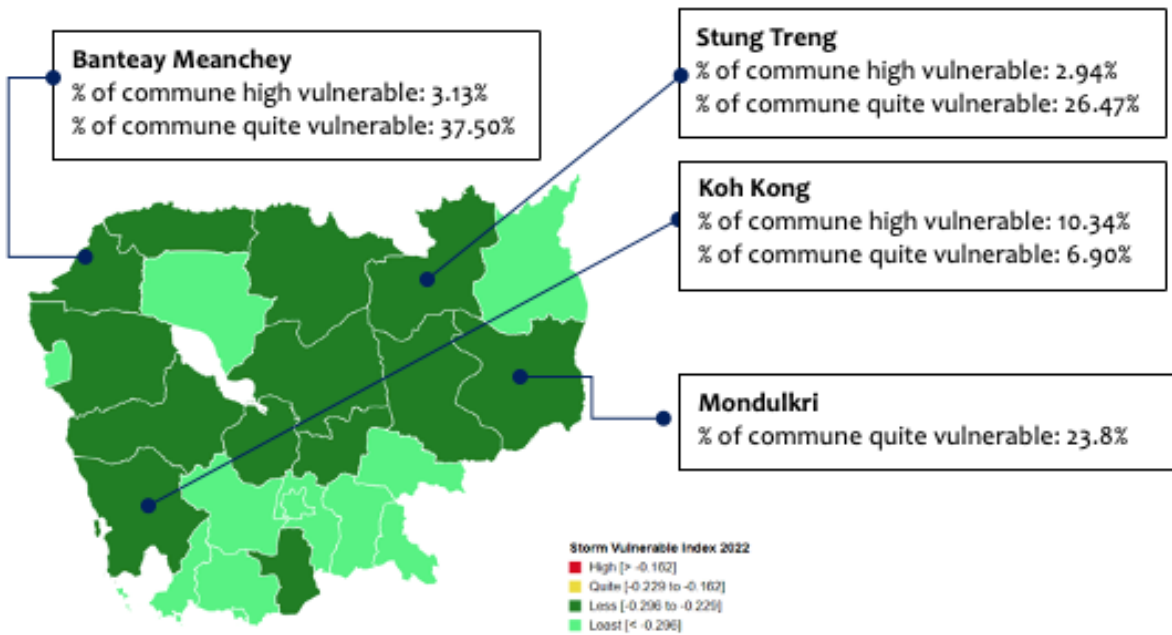 Banteay Meanchey
% of commune high vulnerable: 3.13%
% of commune quite vulnerable: 37.50%
Stung Treng
% of commune high vulnerable: 2.94%
% of commune quite vulnerable: 26.47%
Koh Kong
% of commune high vulnerable: 10.34%
% of commune quite vulnerable: 6.90%
Mondulkri
% of commune quite vulnerable: 23.8%
Storm Vulnerable Index 2022
High [> -0.162]
Quite [-0.229 to -0.162]
Less [-0.296 to -0.229]
Least [< -0.296]